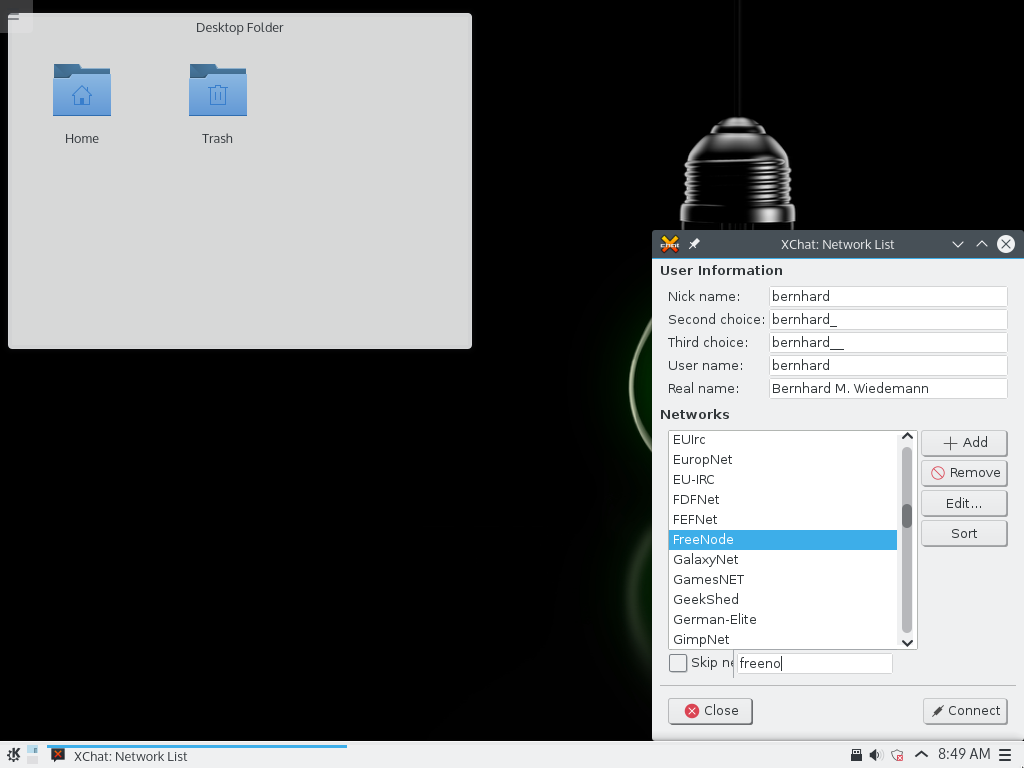 Desktop Folder
Home
Trash
XChat: Network List
User Information
Nick name: bernhard
Second choice: bernhard_
Third choice: bernhard__
User name: bernhard
Real name: Bernhard M. Wiedemann
Networks
EUIrc
EuropNet
EU-IRC
FDFNet
FEFNet
FreeNode
GalaxyNet
GamesNET
GeekShed
German-Elite
GimpNet
Add
Remove
Edit...
Sort
Skip ne
freeno
Close
Connect
XChat: Network List
8:49 AM